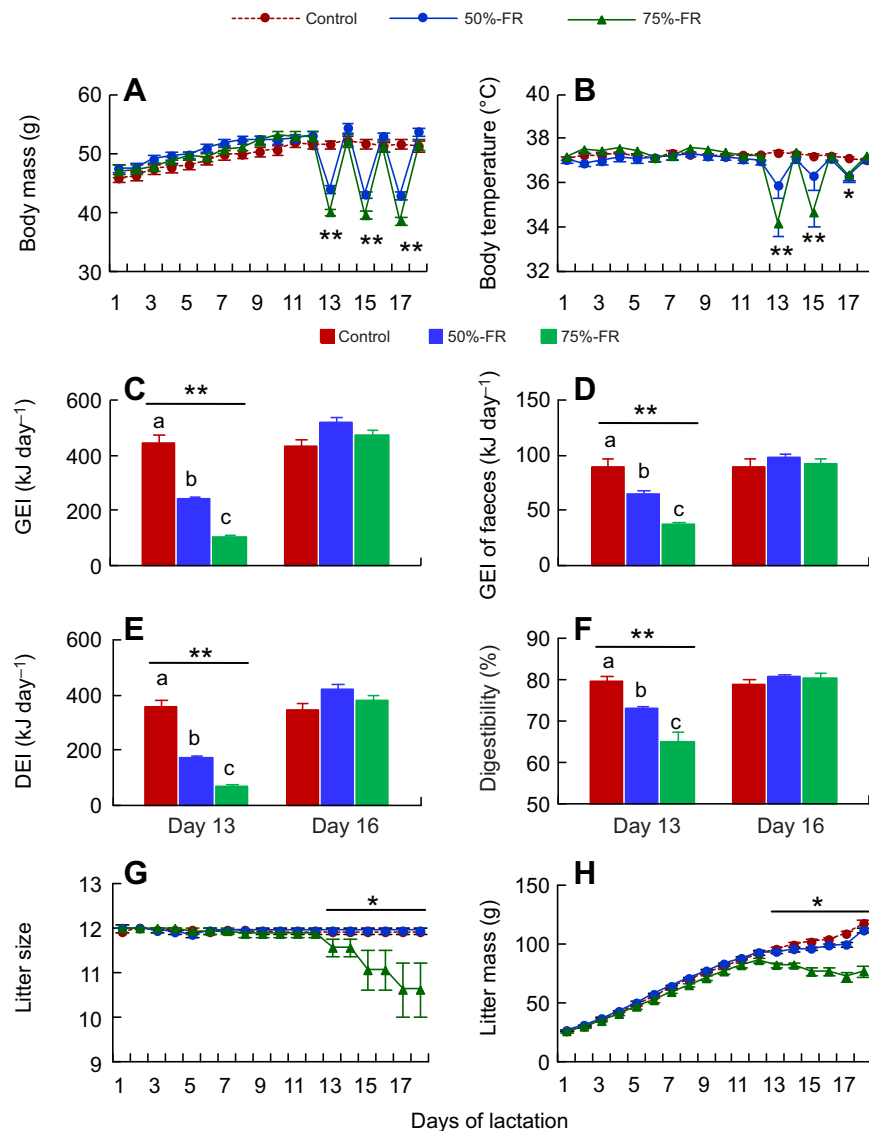 Control 50%-FR 75%-FR
A
Body mass (g)
60
50
40
30
** ** **
1 3 5 7 9 11 13 15 17
B
Body temperature (°C)
40
38
36
34
32
** ** *
1 3 5 7 9 11 13 15 17
Control 50%-FR 75%-FR
C
GEI (kJ day–1)
600
400
200
0
**
a
b
c
D
GEI of faeces (kJ day–1)
150
100
50
0
**
a
b
c
E
DEI (kJ day–1)
600
400
200
0
**
a
b
c
Day 13 Day 16
F
Digestibility (%)
90
80
70
60
50
**
a
b
c
Day 13 Day 16
G
Litter size
13
12
11
10
9
*
1 3 5 7 9 11 13 15 17
H
Litter mass (g)
150
100
50
0
*
1 3 5 7 9 11 13 15 17
Days of lactation